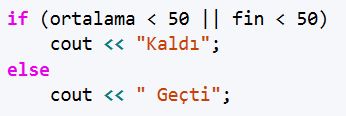 if (ortalama < 50 || fin < 50)
    cout << "Kaldı";
else
    cout << " Geçti";